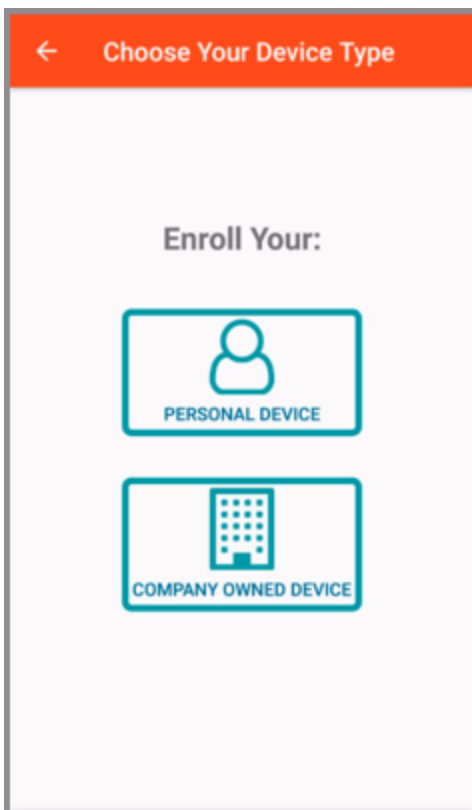 Choose Your Device Type
Enroll Your:
PERSONAL DEVICE
COMPANY OWNED DEVICE